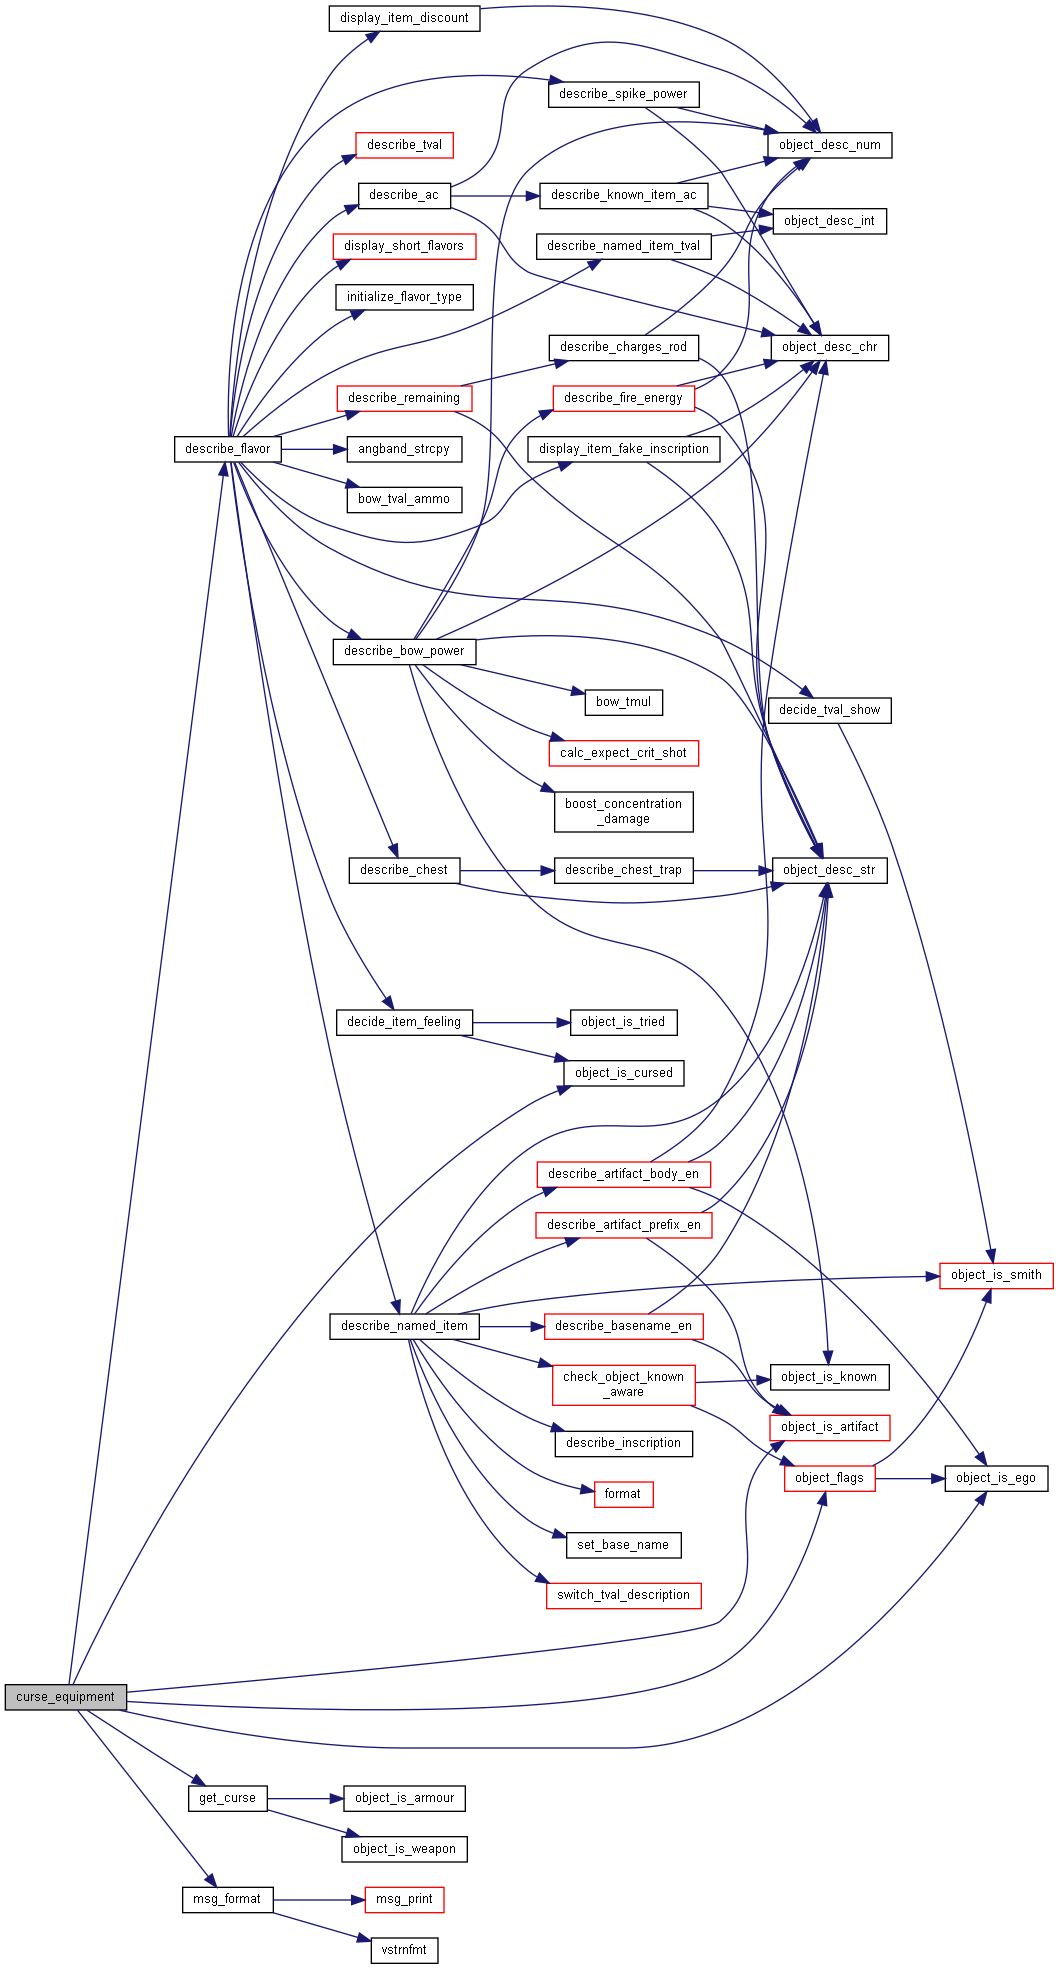 display_item_discount
describe_spike_power
describe_tval
object_desc_num
describe_ac
describe_known_item_ac
object_desc_int
display_short_flavors
describe_named_item_tval
initialize_flavor_type
describe_charges_rod
object_desc_chr
describe_remaining
describe_fire_energy
describe_flavor
angband_strcpy
display_item_fake_inscription
bow_tval_ammo
describe_bow_power
bow_tmul
decide_tval_show
calc_expect_crit_shot
boost_concentration
_damage
describe_chest
describe_chest_trap
object_desc_str
decide_item_feeling
object_is_tried
object_is_cursed
describe_artifact_body_en
describe_artifact_prefix_en
object_is_smith
describe_named_item
describe_basename_en
check_object_known
_aware
object_is_known
describe_inscription
object_is_artifact
object_flags
object_is_ego
format
set_base_name
switch_tval_description
curse_equipment
get_curse
object_is_armour
object_is_weapon
msg_format
msg_print
vstrnfmt